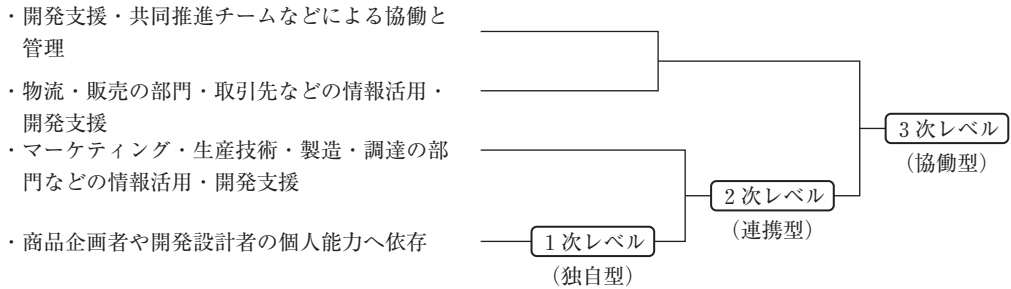 ・開発支援・共同推進チームなどによる協働と
管理
・物流・販売の部門・取引先などの情報活用・
開発支援
・マーケティング・生産技術・製造・調達の部
門などの情報活用・開発支援
・商品企画者や開発設計者の個人能力へ依存
1次レベル
（独自型）
2次レベル
（連携型）
3次レベル
（協働型）